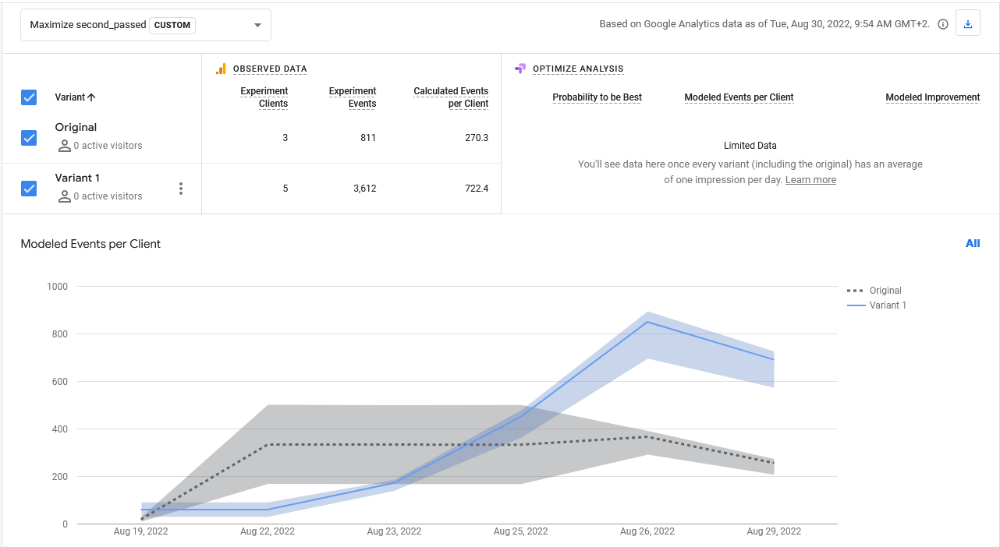 Maximize second_passed CUSTOM
Based on Google Analytics data as of Tue, Aug 30, 2022, 9:54 AM GMT+2.
OBSERVED DATA
OPTIMIZE ANALYSIS
Variant
Experiment
Clients
Experiment
Events
Calculated Events
per Client
Probability to be Best
Modeled Events per Client
Modeled Improvement
Original
0 active visitors
3
811
270.3
Variant 1
0 active visitors
5
3,612
722.4
Limited Data
You'll see data here once every variant (including the original) has an average
of one impression per day. Learn more
Modeled Events per Client
All
1000
800
600
400
200
0
Aug 19, 2022
Aug 22, 2022
Aug 23, 2022
Aug 25, 2022
Aug 26, 2022
Aug 29, 2022
Original
Variant 1